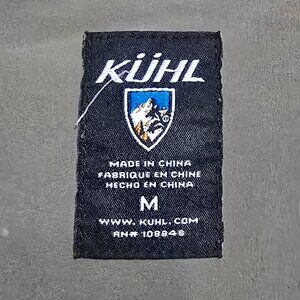 KÜHL
MADE IN CHINA
FABRIQUE EN CHINE
HECHO EN CHINA
M
WWW.KUHL.COM
RN# 108846